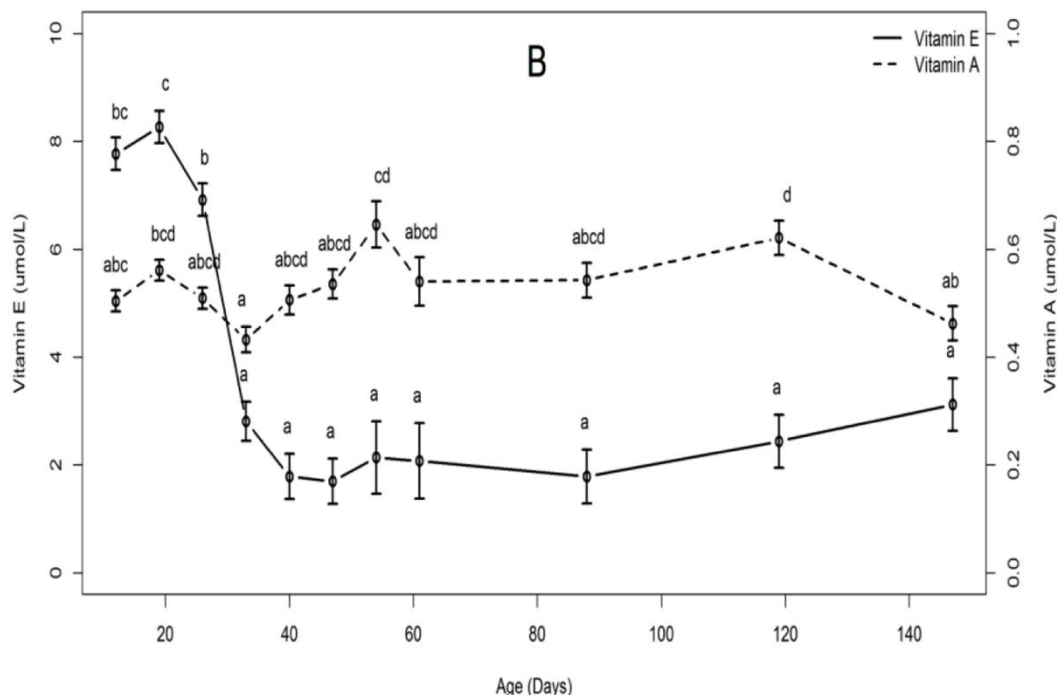 B
Vitamin E
Vitamin A
Vitamin E (umol/L)
10
8
6
4
2
0
Vitamin A (umol/L)
1.0
0.8
0.6
0.4
0.2
0.0
bc
c
b
a
a
a
a
a
a
a
a
abc
bcd
abcd
a
abcd
abcd
cd
abcd
abcd
d
ab
20 40 60 80 100 120 140
Age (Days)